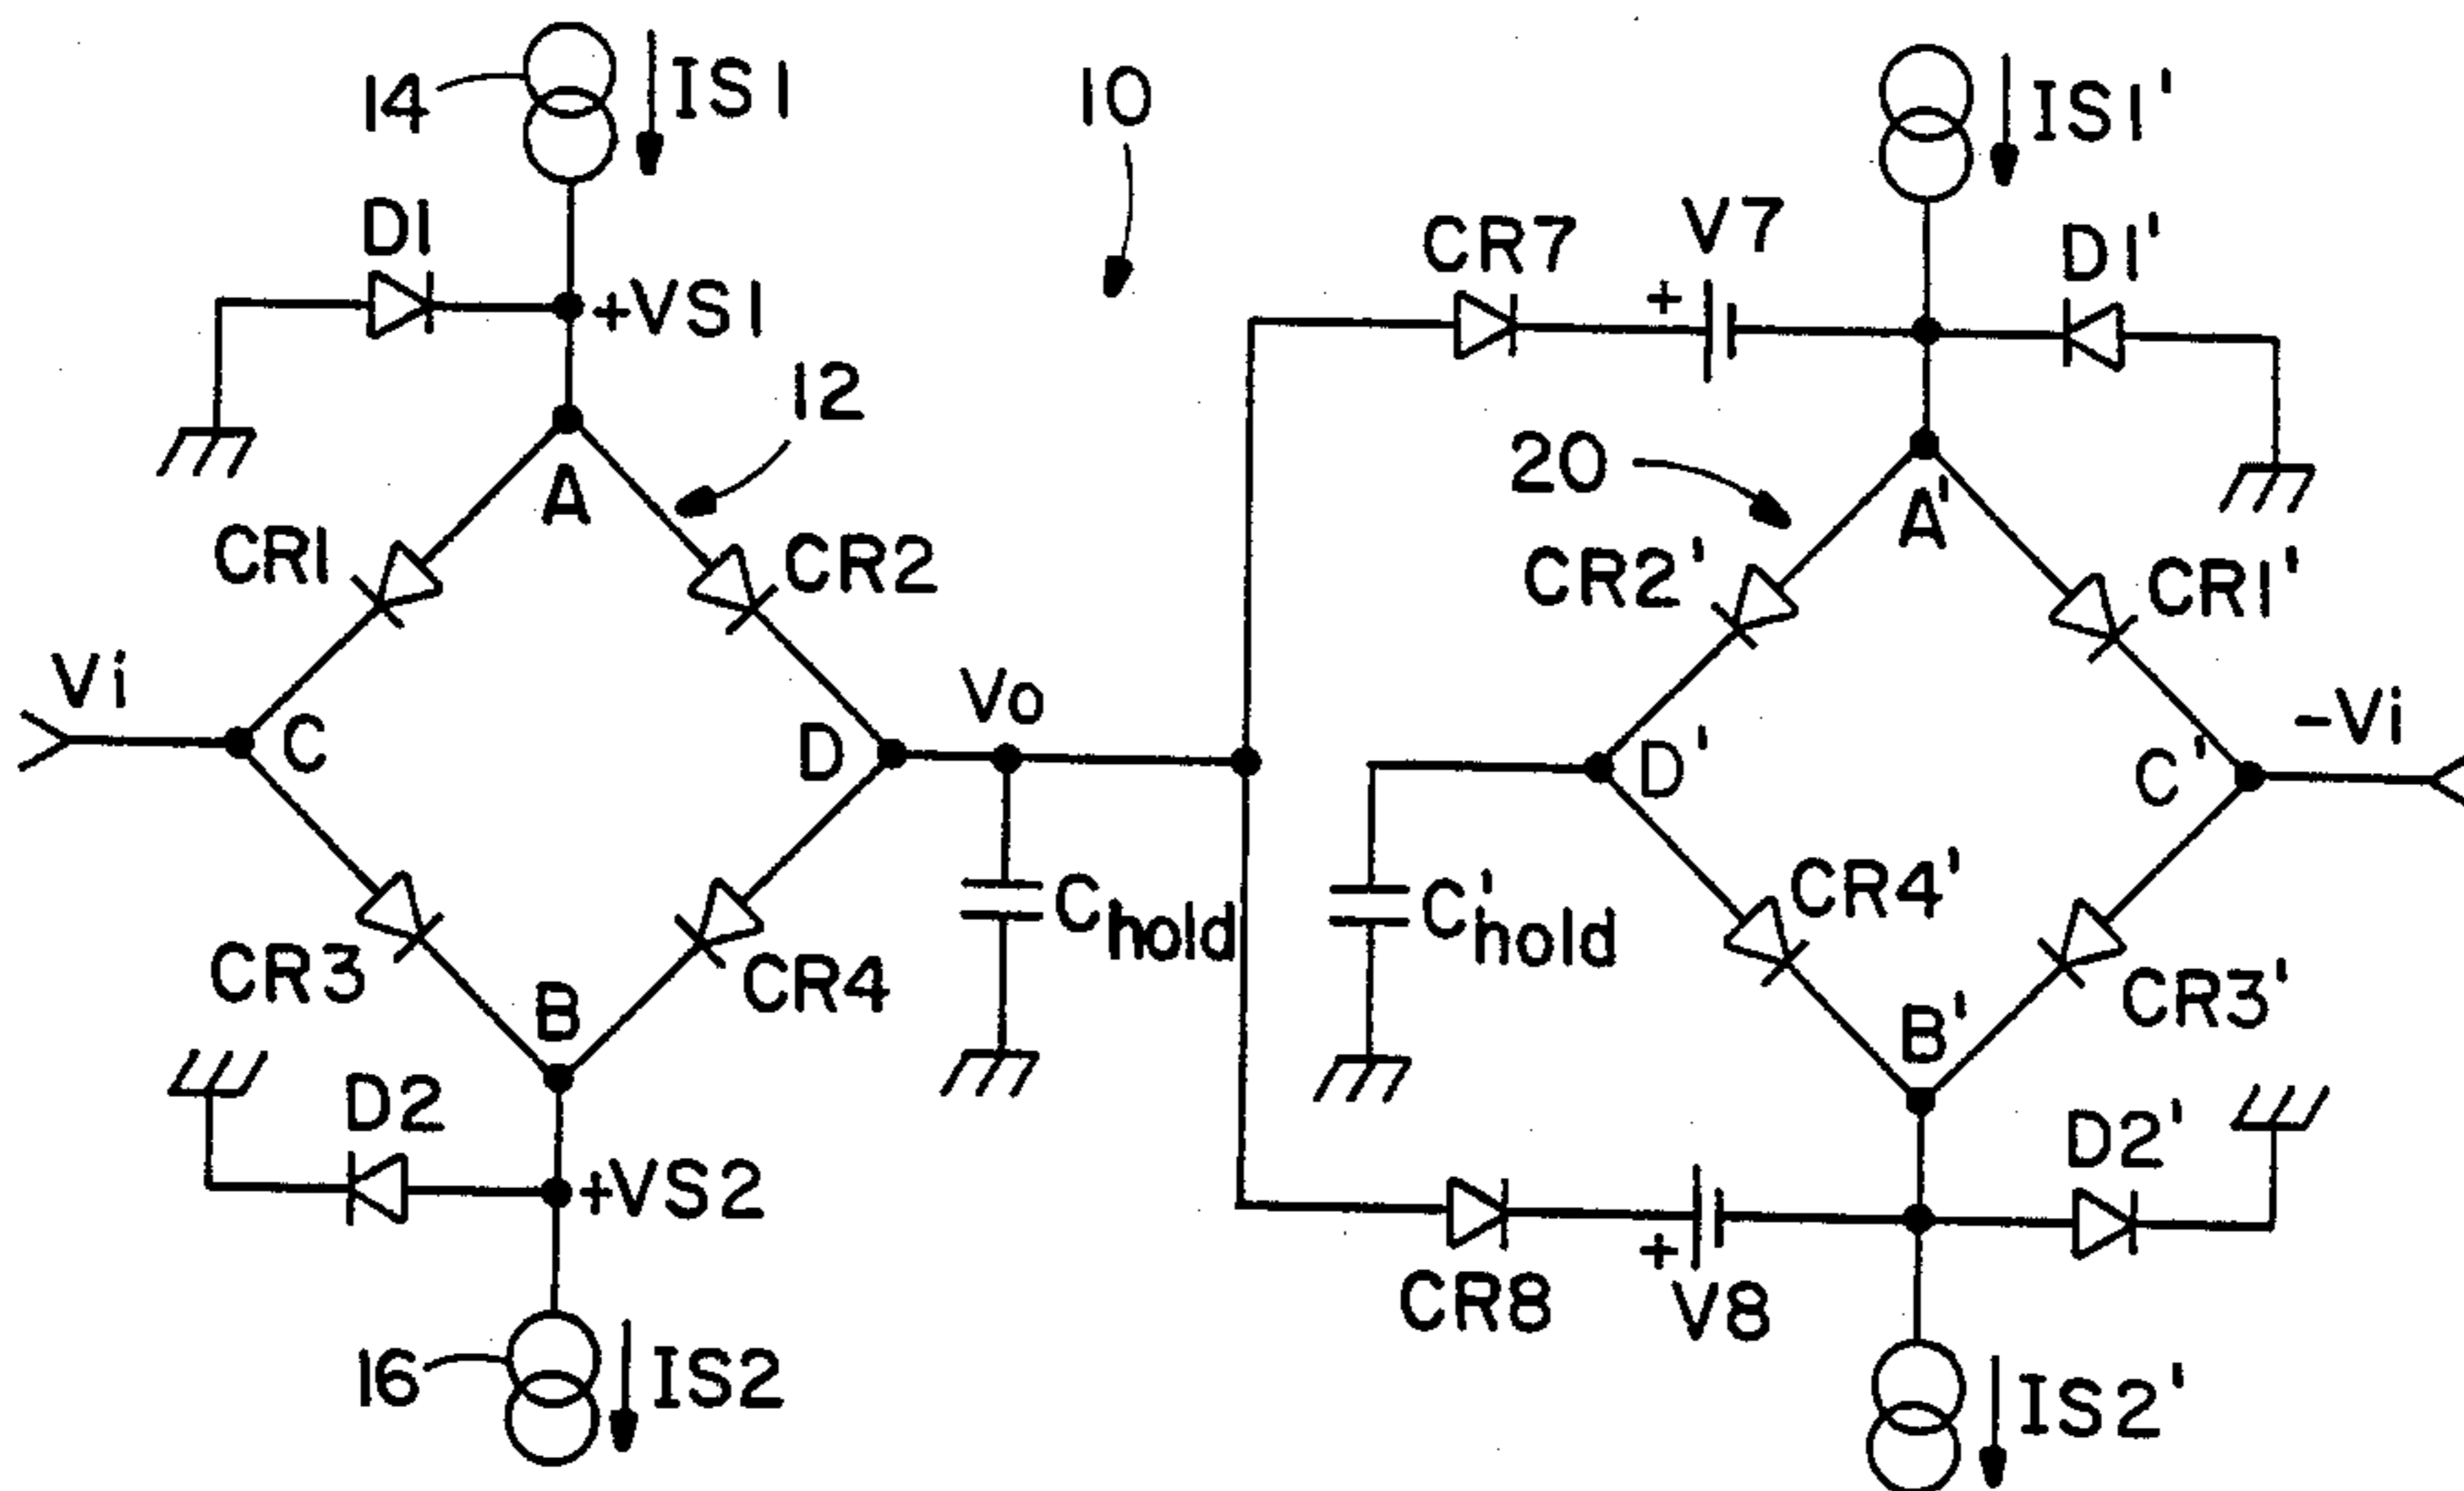 14
IS1
10
IS1'
D1
+VS1
CR7
V7
+
D1'
12
20
A
A'
CR1
CR2
CR2'
CR1'
Vi
C
D
Vo
D'
C'
-Vi
Chold
C'hold
CR4'
CR3
CR4
CR3'
B
B'
D2
D2'
+VS2
+
CR8
V8
16
IS2
IS2'